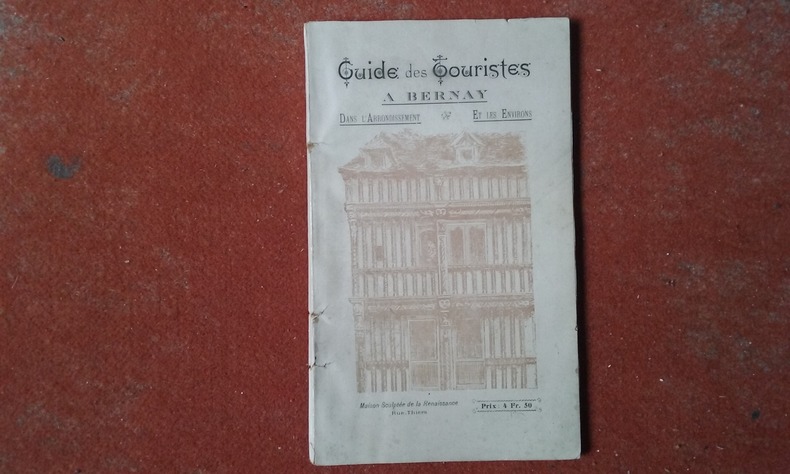 Guide des Touristes
A BERNAY
DANS L'ARRONDISSEMENT ET LES ENVIRONS
Maison Sculptée de la Renaissance
RUE THIERS
Prix : 4 Fr. 50